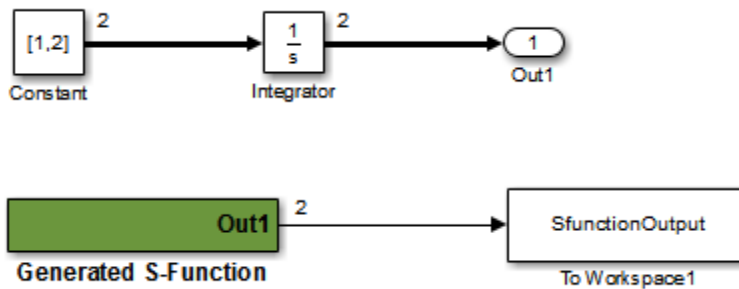 2
2
[1,2]
1
s
1
Constant
Integrator
Out1
Out1
2
SfunctionOutput
Generated S-Function
To Workspace1